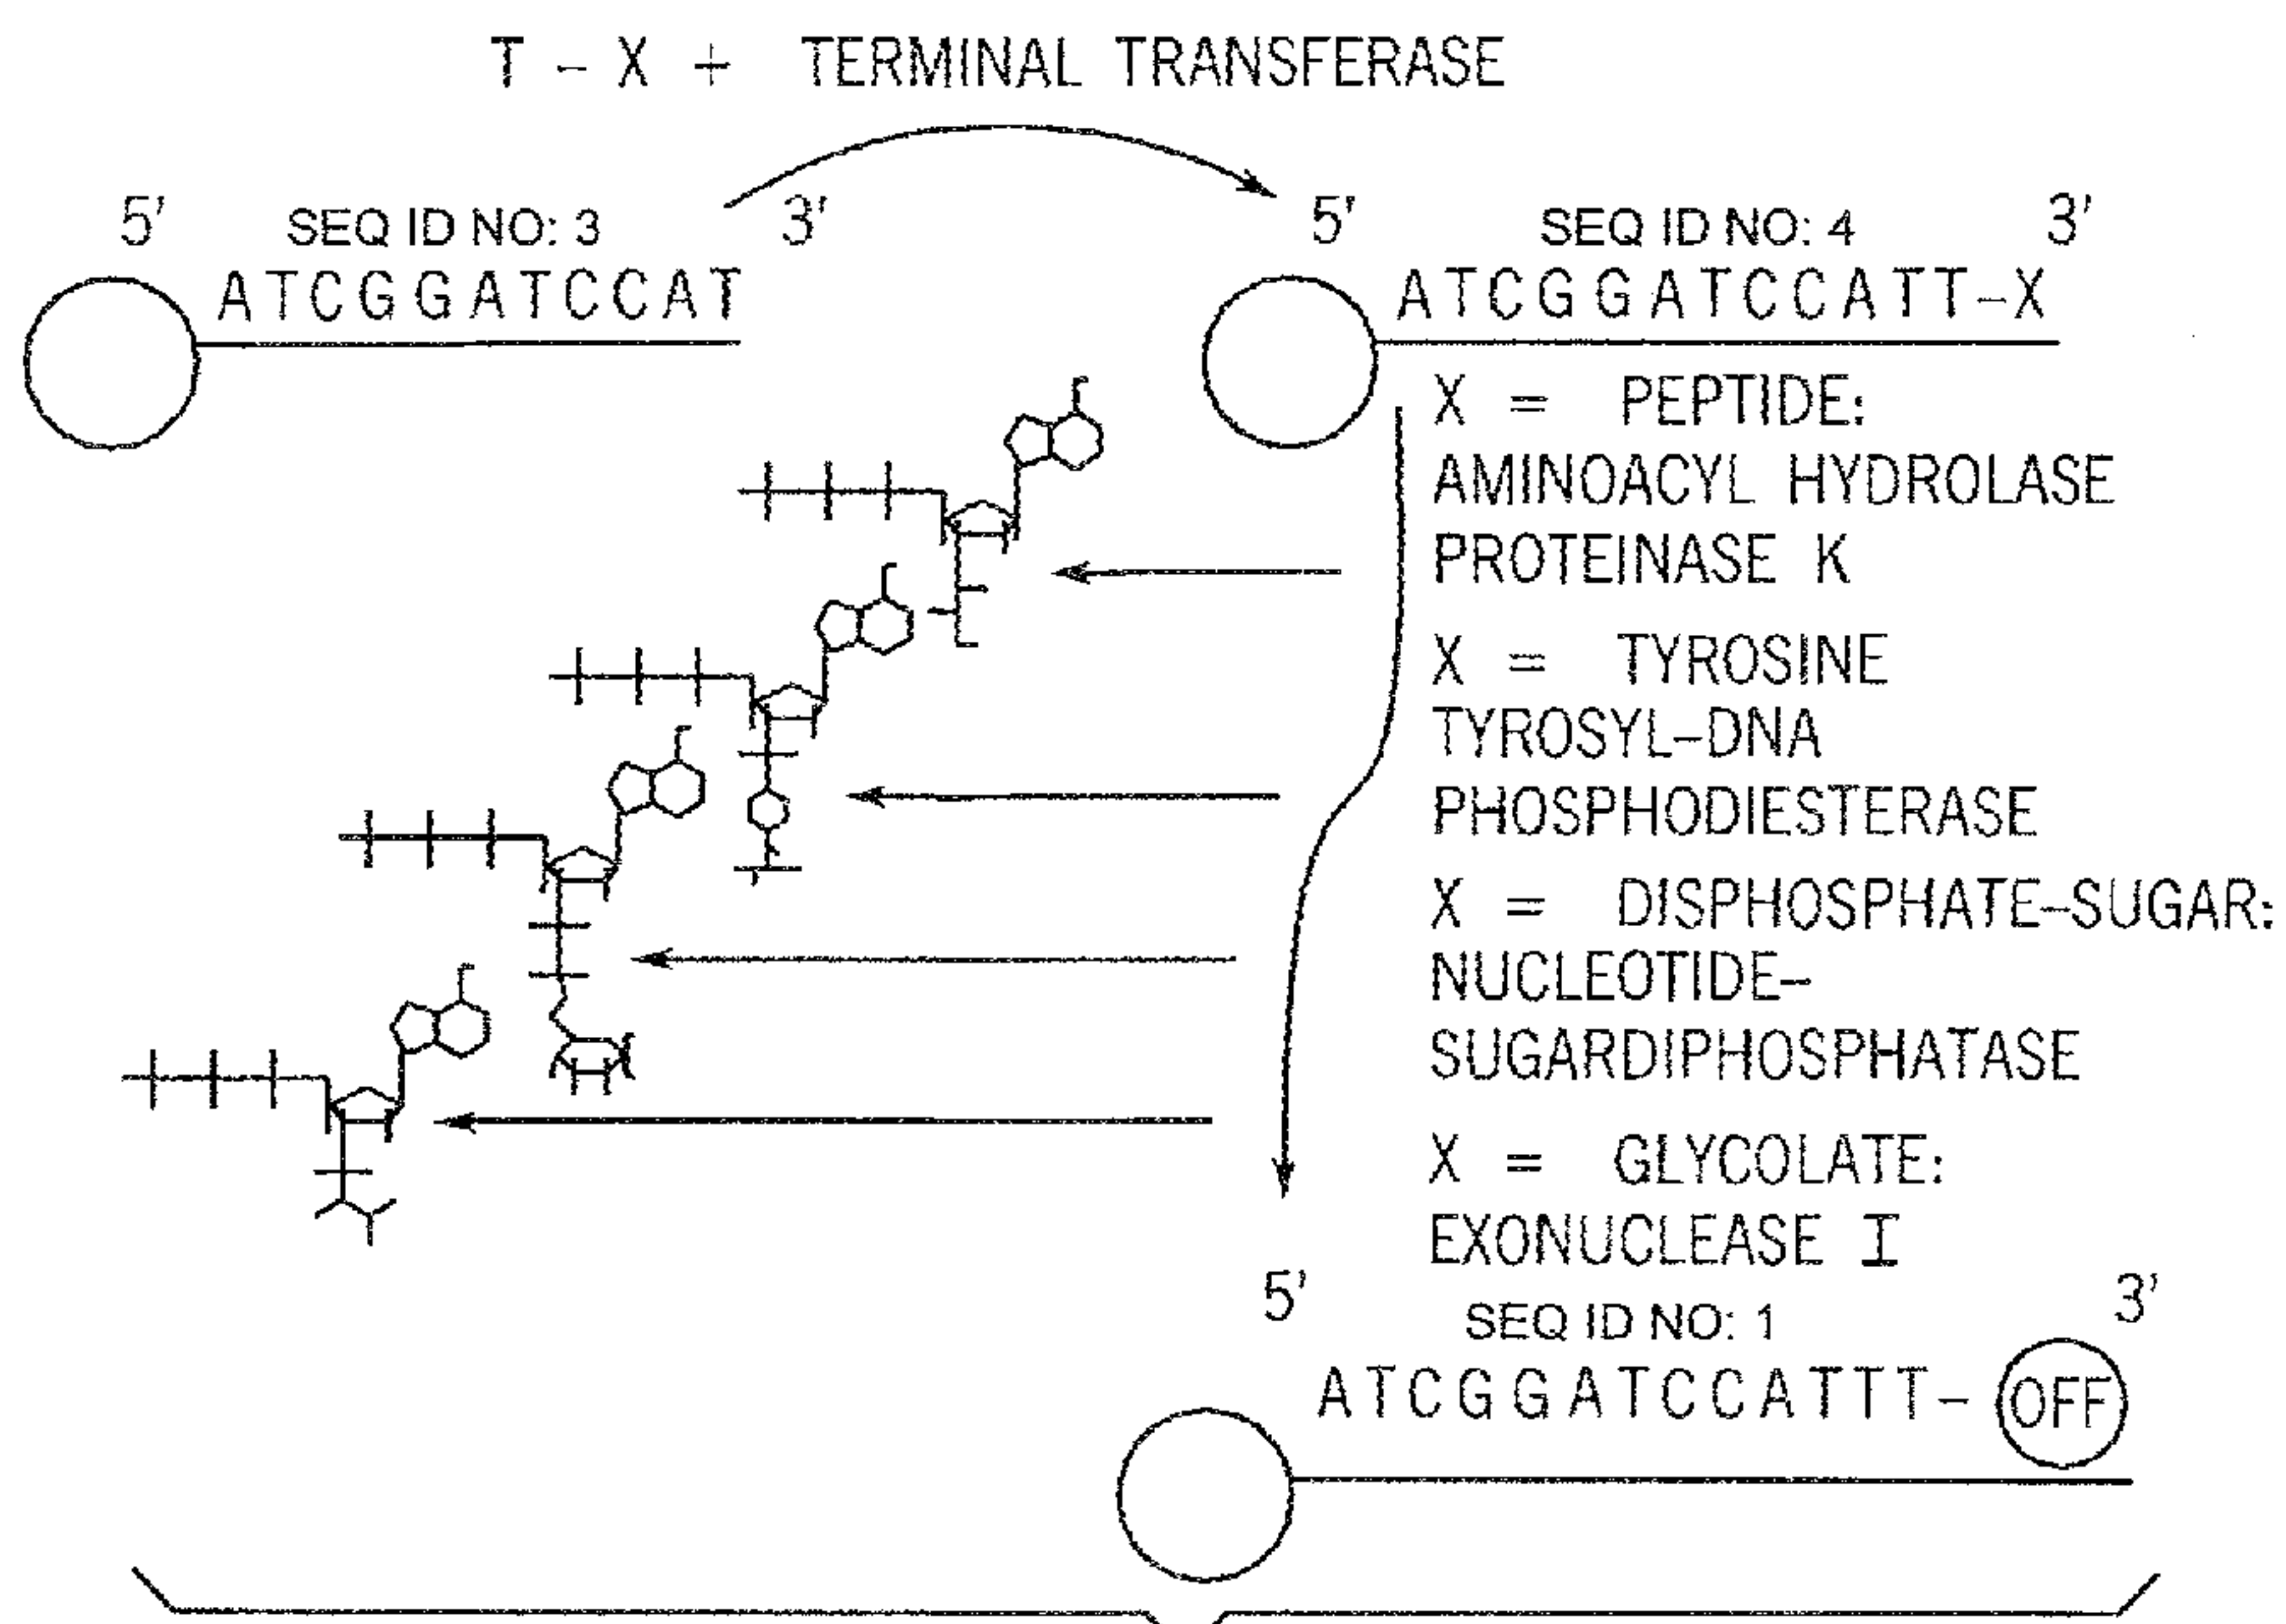 T - X + TERMINAL TRANSFERASE
5' SEQ ID NO: 3 3'
ATCGGATCCAT
5' SEQ ID NO: 4 3'
ATCGGATCCATT-X
X = PEPTIDE:
AMINOACYL HYDROLASE
PROTEINASE K
X = TYROSINE
TYROSYL-DNA
PHOSPHODIESTERASE
X = DISPHOSPHATE-SUGAR:
NUCLEOTIDE-
SUGARDIPHOSPHATASE
X = GLYCOLATE:
EXONUCLEASE I
5' SEQ ID NO: 1 3'
ATCGGATCCATTT- OFF